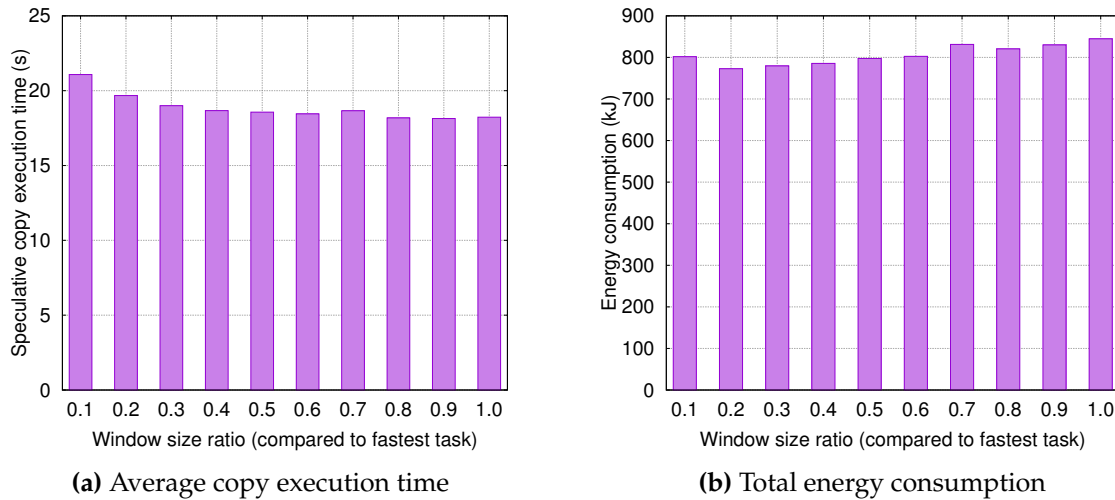 25
20
15
10
5
0
Speculative copy execution time (s)
0.1 0.2 0.3 0.4 0.5 0.6 0.7 0.8 0.9 1.0
Window size ratio (compared to fastest task)
(a) Average copy execution time
900
800
700
600
500
400
300
200
100
0
Energy consumption (kJ)
0.1 0.2 0.3 0.4 0.5 0.6 0.7 0.8 0.9 1.0
Window size ratio (compared to fastest task)
(b) Total energy consumption